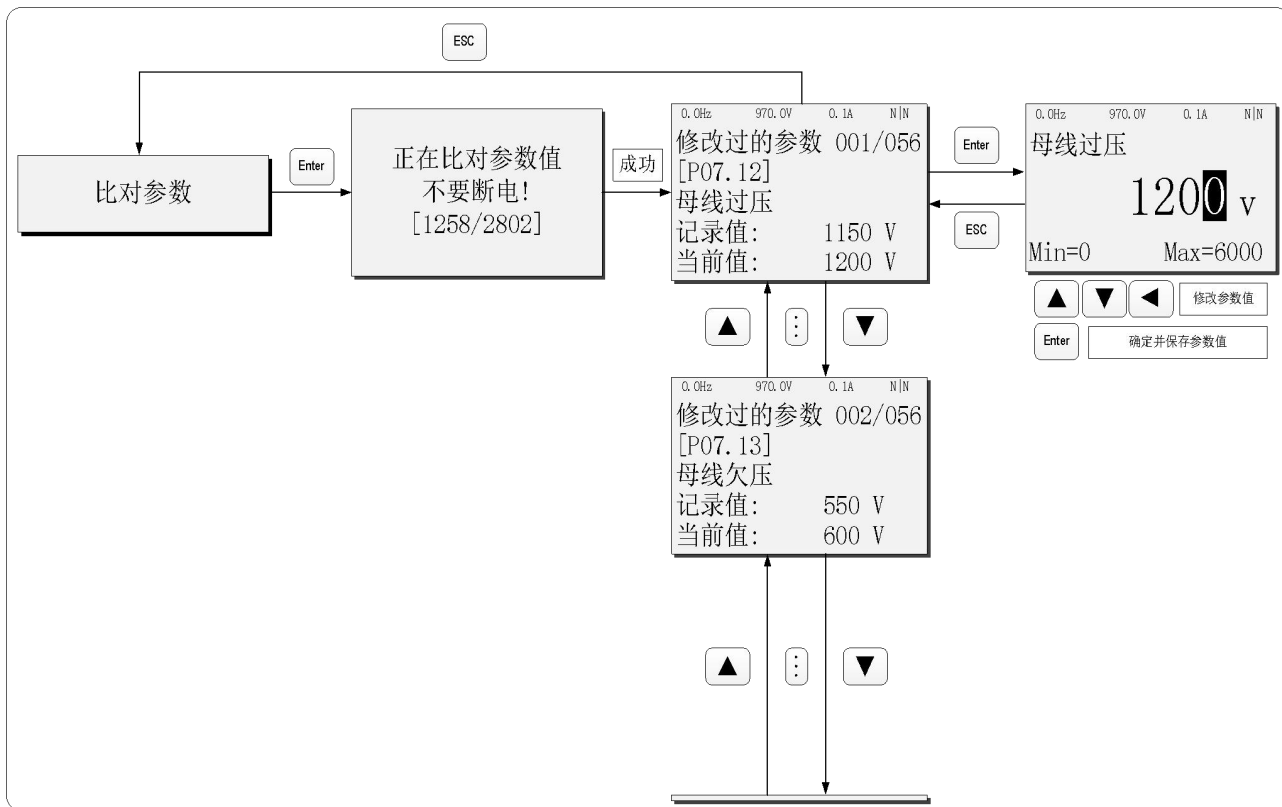 ESC
比对参数
Enter
正在比对参数值
不要断电!
[1258/2802]
成功
0.0Hz 970.0V 0.1A N|N
修改过的参数 001/056
[P07.12]
母线过压
记录值: 1150 V
当前值: 1200 V
Enter
ESC
0.0Hz 970.0V 0.1A N|N
母线过压
1200 V
Min=0 Max=6000
▲ ▼ ◀ 修改参数值
Enter 确定并保存参数值
▲ ⋮ ▼
0.0Hz 970.0V 0.1A N|N
修改过的参数 002/056
[P07.13]
母线欠压
记录值: 550 V
当前值: 600 V
▲ ⋮ ▼